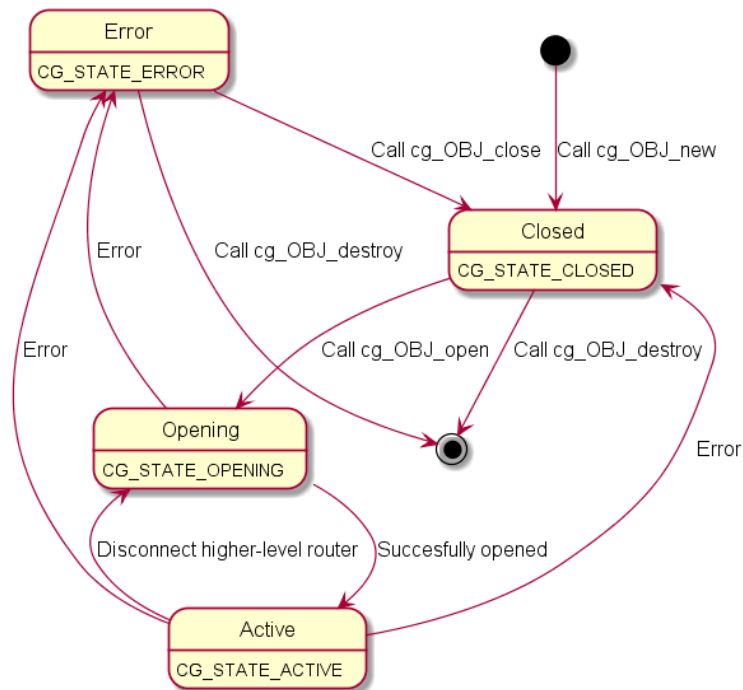 Error
CG_STATE_ERROR
Call cg_OBJ_close
Call cg_OBJ_new
Closed
CG_STATE_CLOSED
Error
Call cg_OBJ_destroy
Error
Call cg_OBJ_open
Call cg_OBJ_destroy
Opening
CG_STATE_OPENING
Error
Disconnect higher-level router
Succesfully opened
Active
CG_STATE_ACTIVE